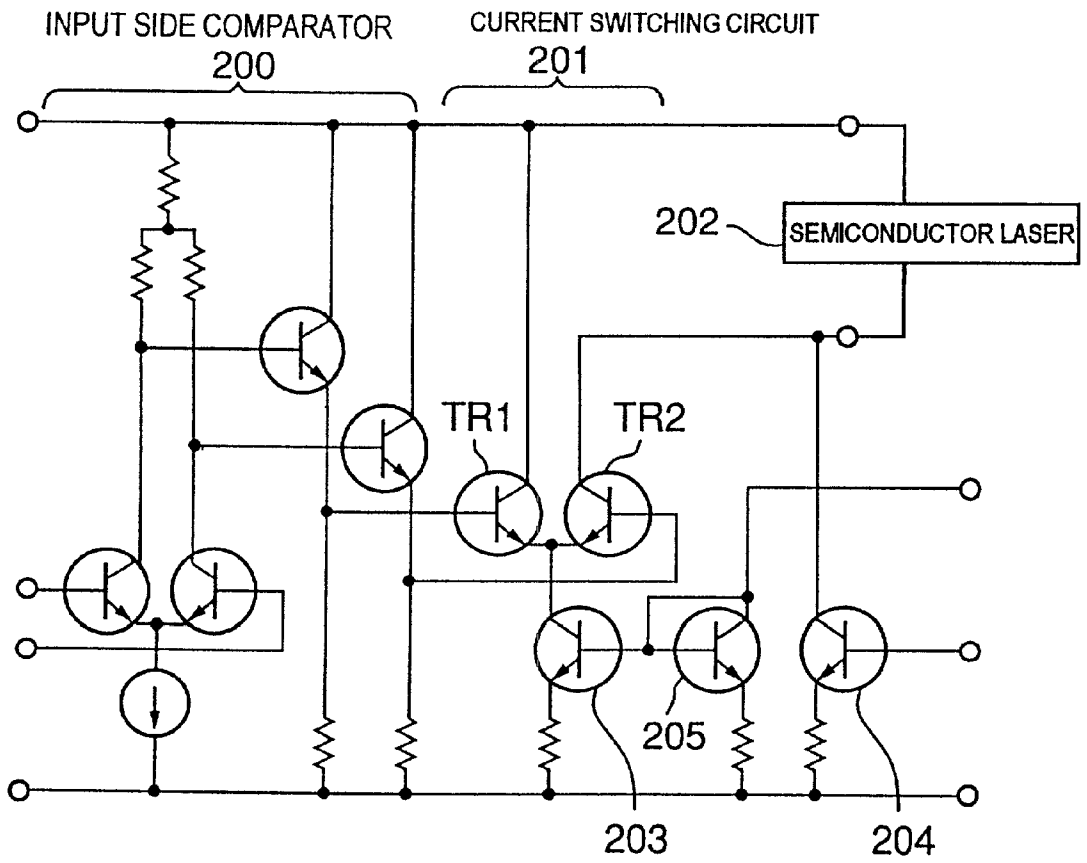 INPUT SIDE COMPARATOR
200
CURRENT SWITCHING CIRCUIT
201
202
SEMICONDUCTOR LASER
TR1
TR2
205
203
204